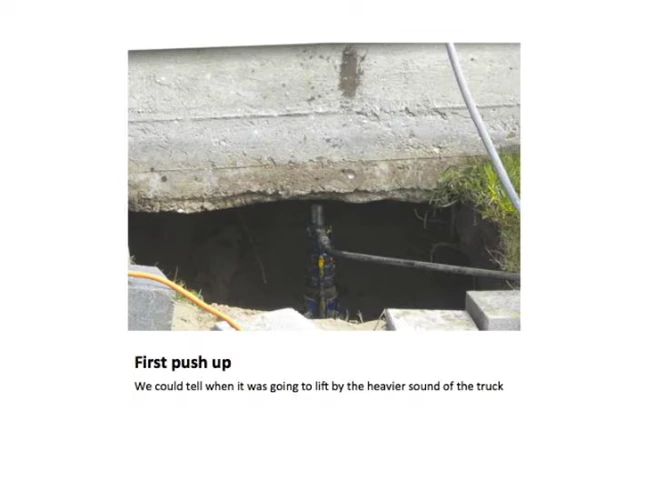 First push up
We could tell when it was going to lift by the heavier sound of the truck